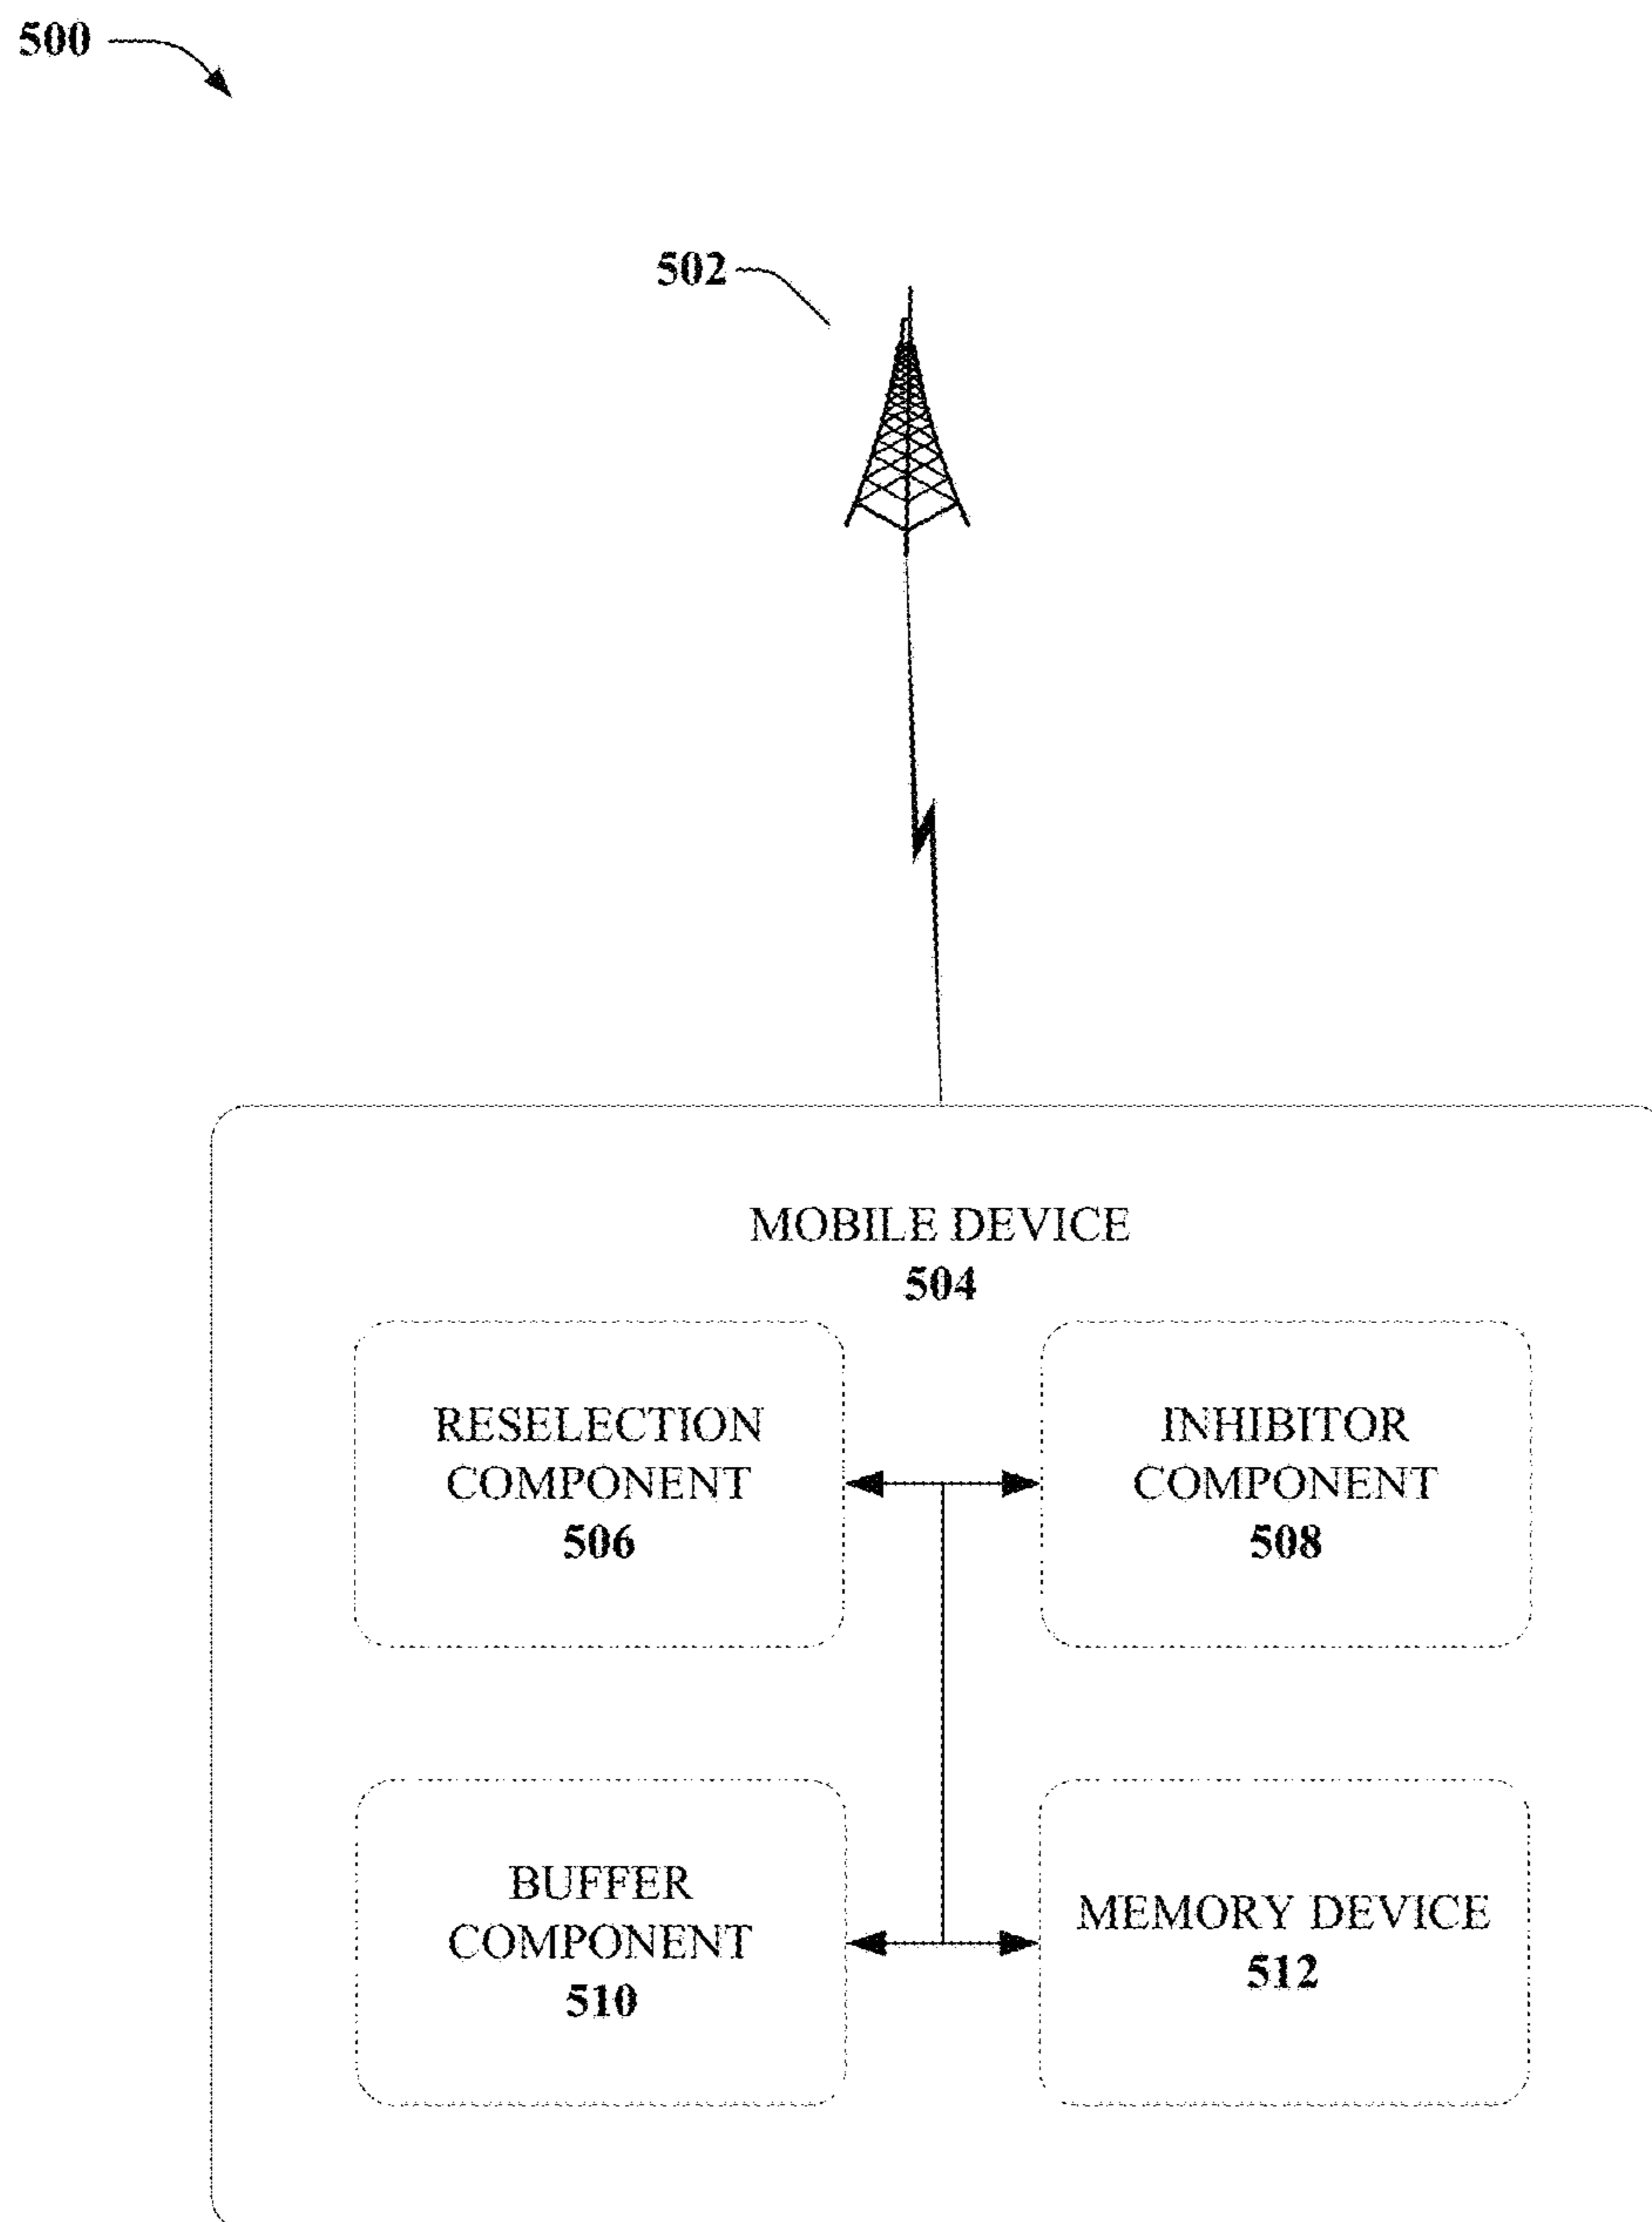 500
502
MOBILE DEVICE
504
RESELECTION
COMPONENT
506
INHIBITOR
COMPONENT
508
BUFFER
COMPONENT
510
MEMORY DEVICE
512